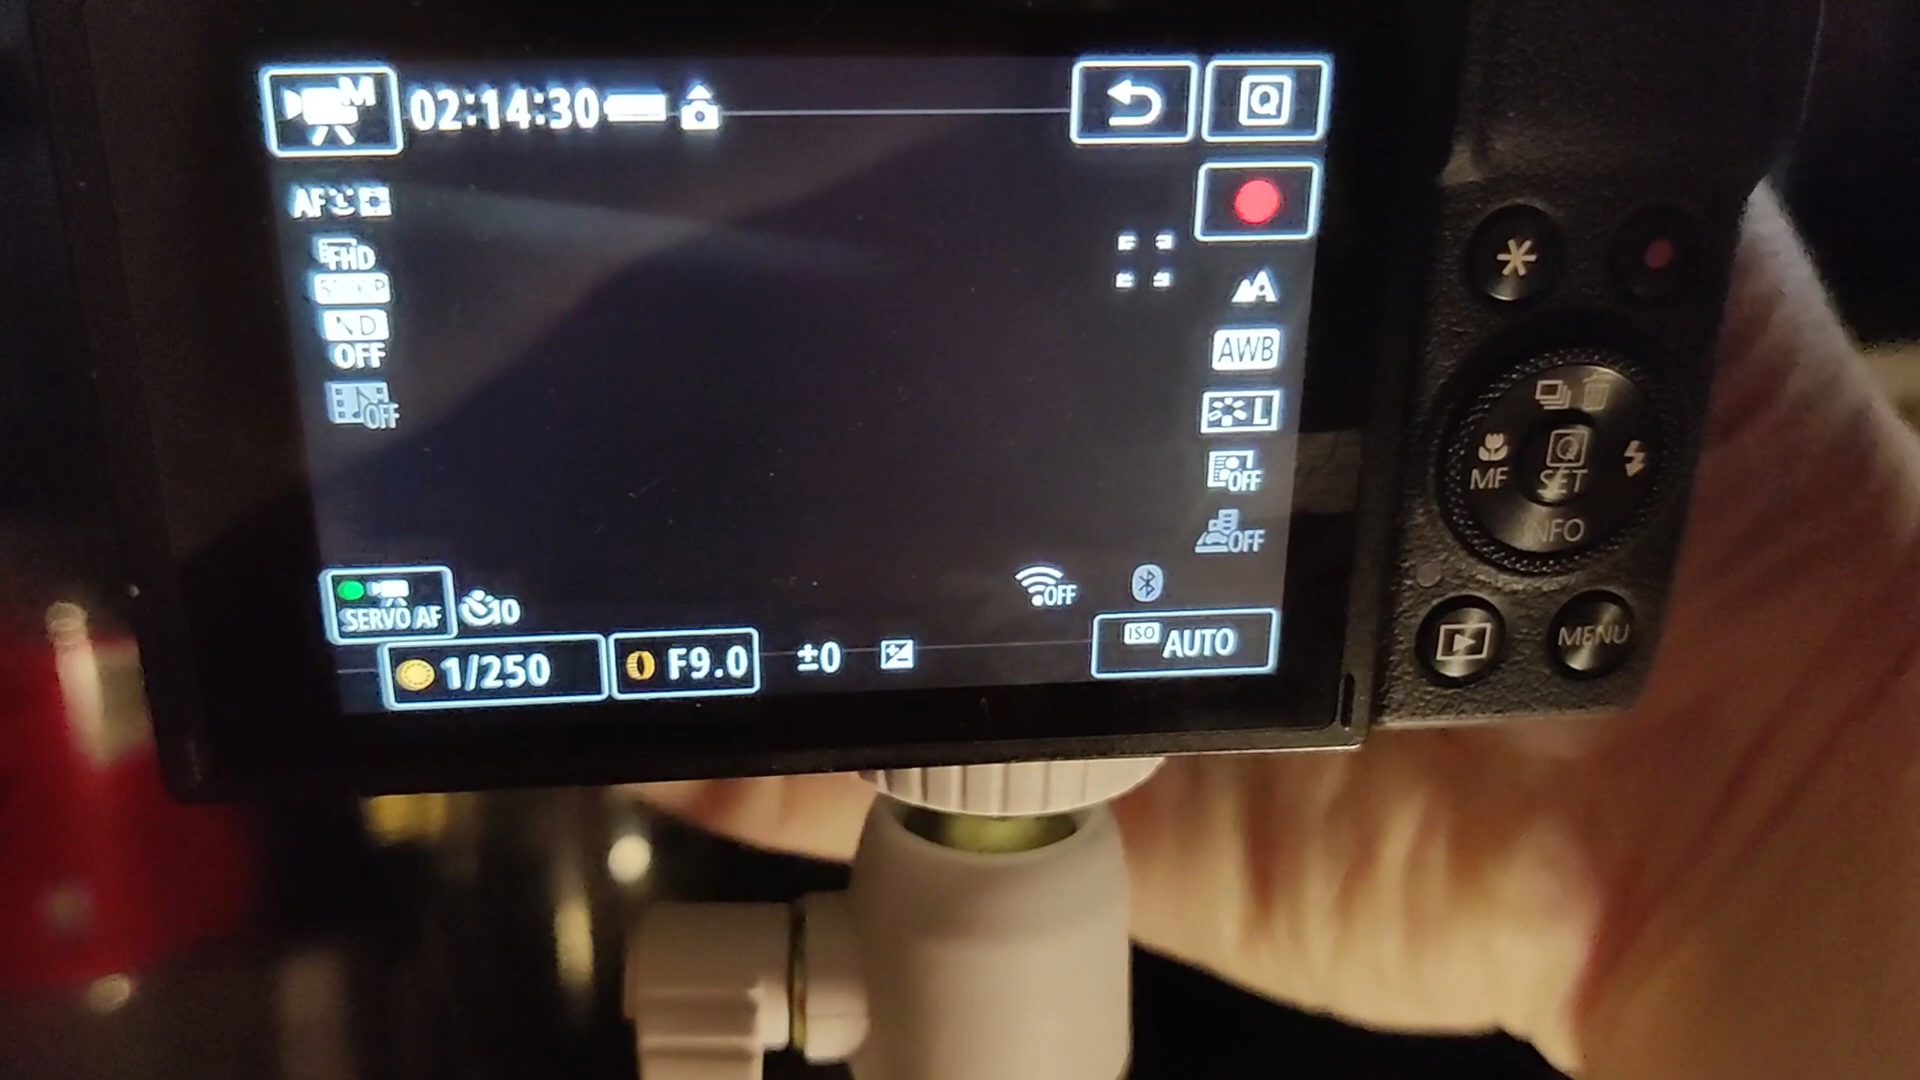 M 02:14:30 Q
AF
FHD
ND
OFF
A
AWB
OFF
L
OFF
OFF
OFF
SERVO AF 10
1/250 F9.0 ±0 ISO AUTO
*
MF Q SET
INFO
MENU